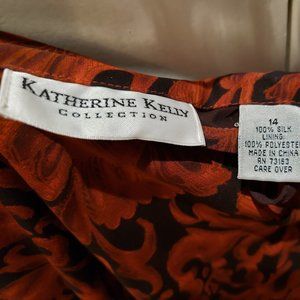 KATHERINE KELLY
COLLECTION
14
100% SILK
LINING:
100% POLYESTER
MADE IN CHINA
RN 73163
CARE OVER